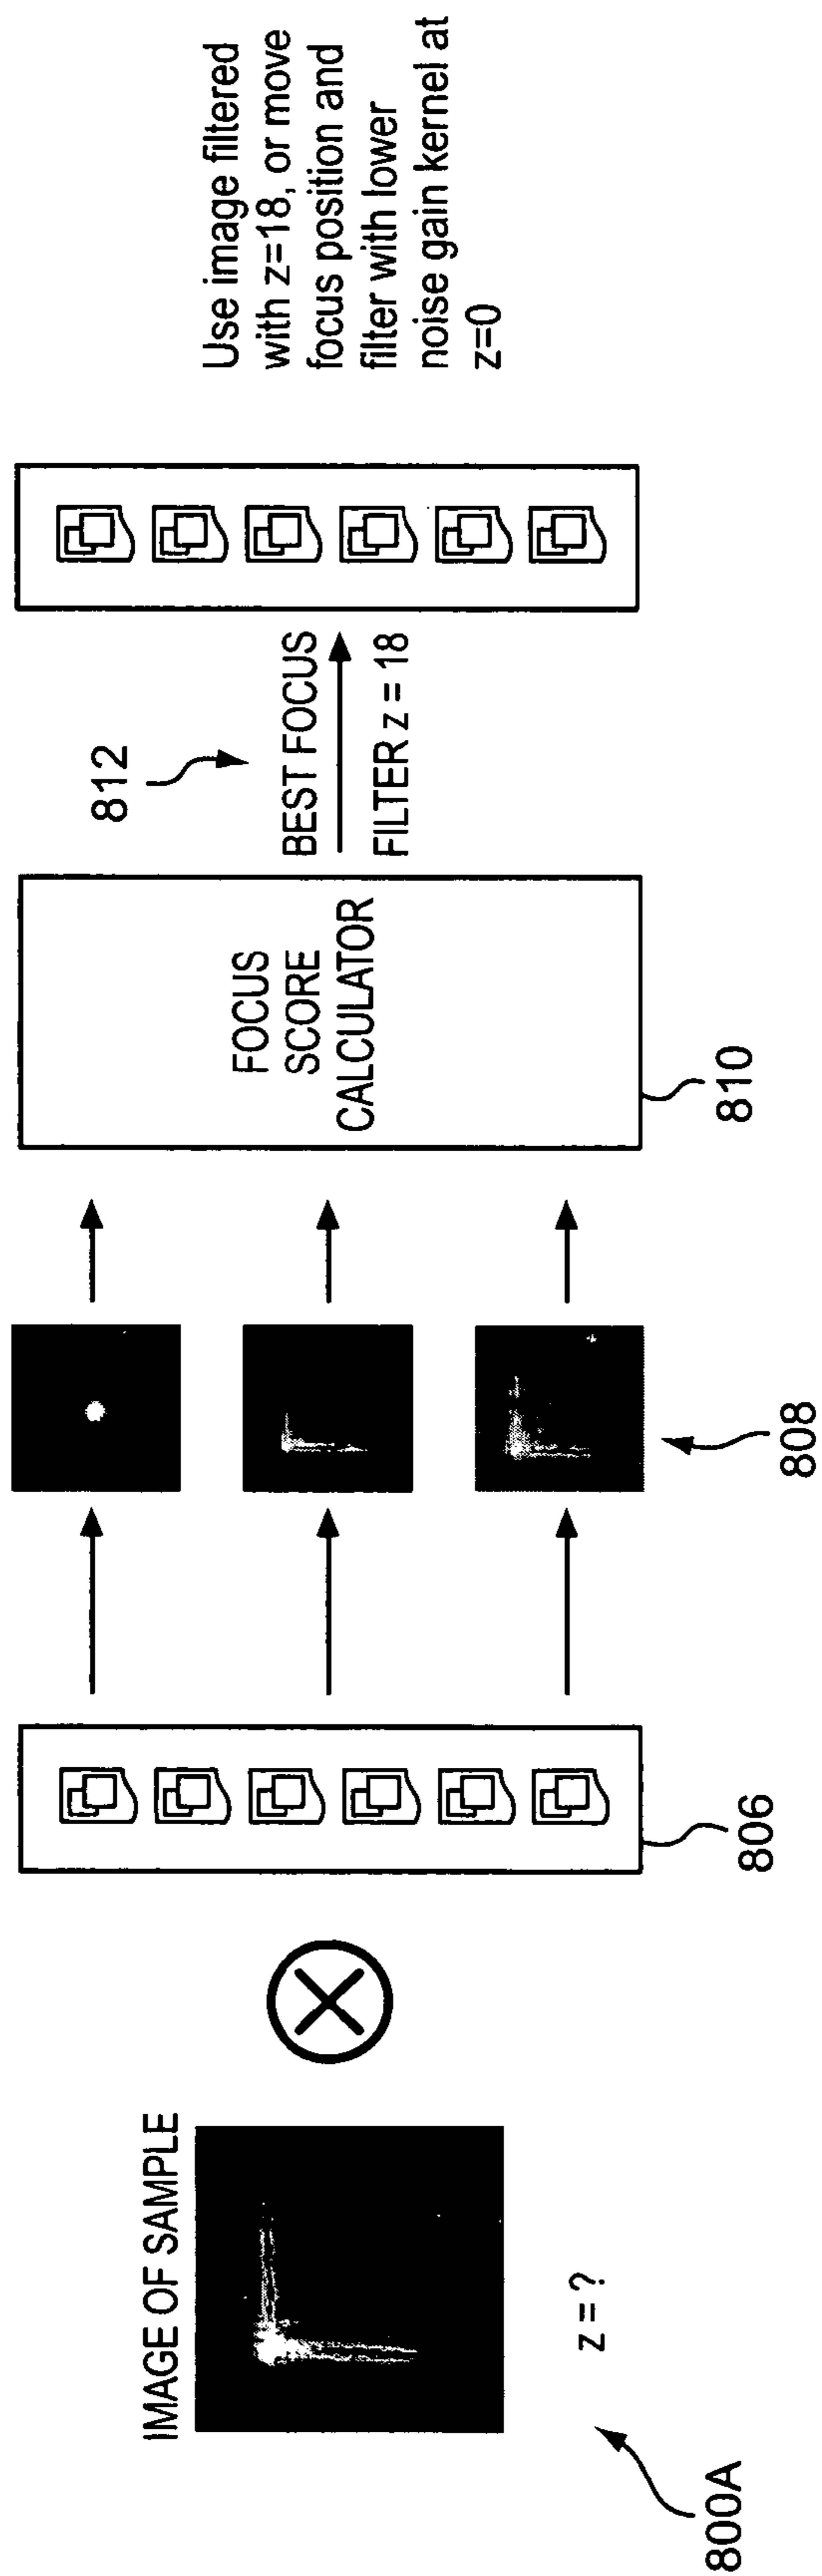 IMAGE OF SAMPLE
z = ?
800A
806
808
FOCUS
SCORE
CALCULATOR
810
812
BEST FOCUS
FILTER z = 18
Use image filtered
with z=18, or move
focus position and
filter with lower
noise gain kernel at
z=0